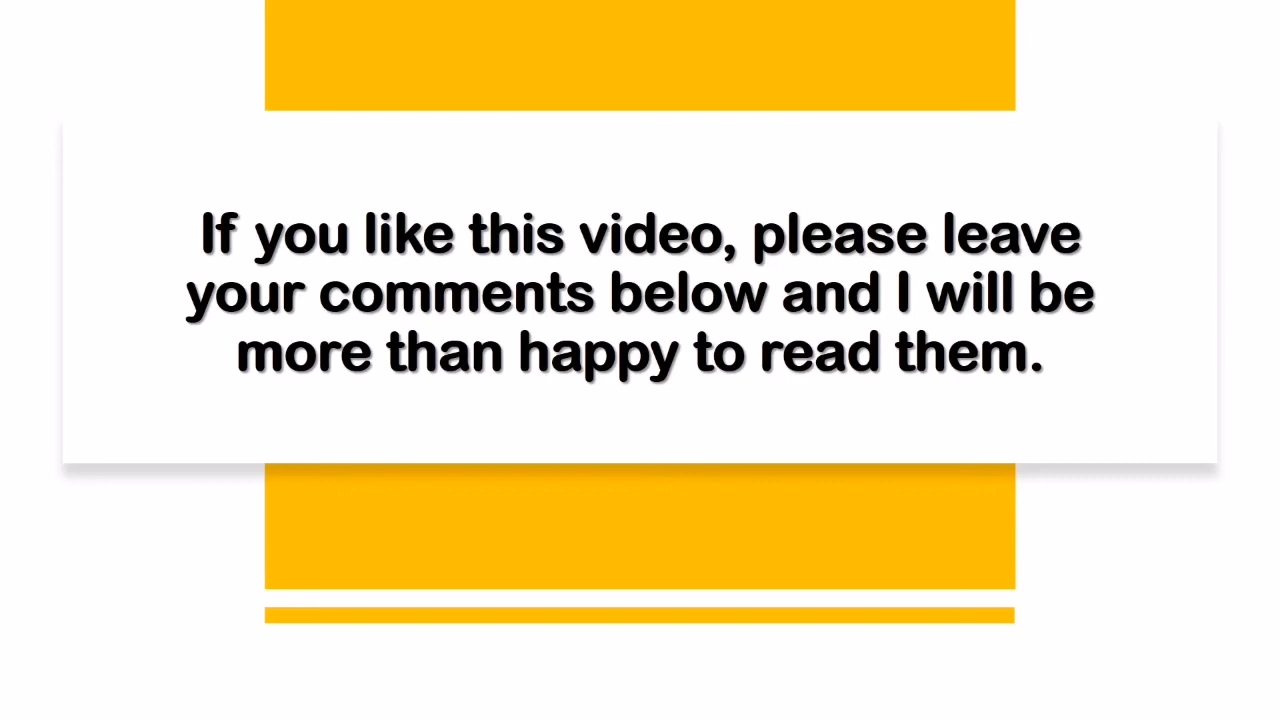 If you like this video, please leave
your comments below and I will be
more than happy to read them.